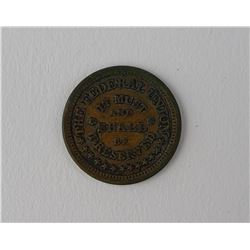 THE FEDERAL UNION
IT MUST
AND
SHALL
BE
PRESERVED